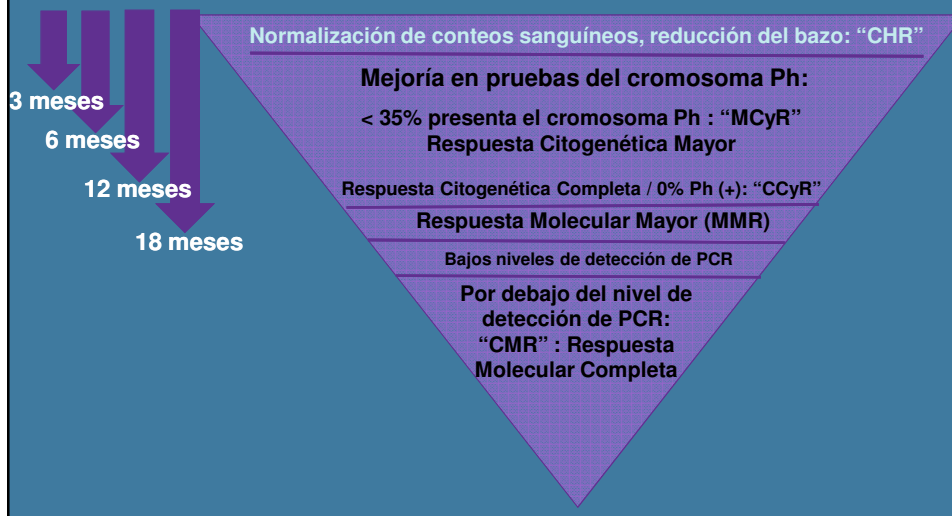 Normalización de conteos sanguíneos, reducción del bazo: “CHR”
Mejoría en pruebas del cromosoma Ph:
3 meses
< 35% presenta el cromosoma Ph : “MCyR”
6 meses
Respuesta Citogenética Mayor
12 meses
Respuesta Citogenética Completa / 0% Ph (+): “CCyR”
Respuesta Molecular Mayor (MMR)
18 meses
Bajos niveles de detección de PCR
Por debajo del nivel de
detección de PCR:
“CMR” : Respuesta
Molecular Completa